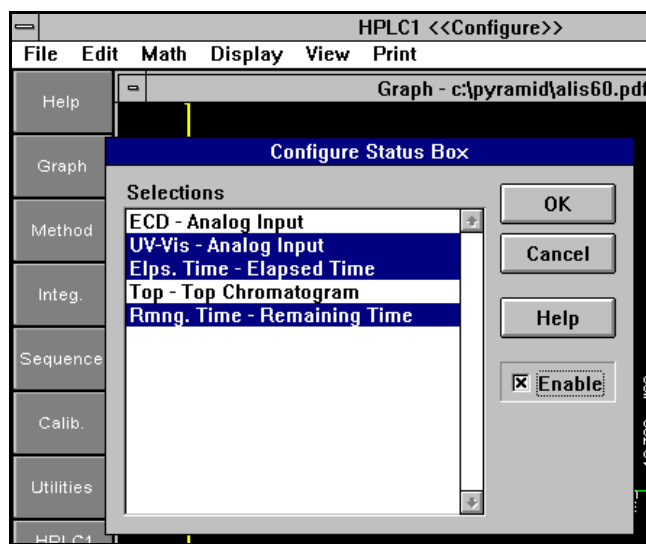 HPLC1 <<Configure>>
File Edit Math Display View Print
Graph - c:\pyramid\alis60.pdf
Help
Graph
Method
Integ.
Sequence
Calib.
Utilities
HPLC1
Configure Status Box
Selections
ECD - Analog Input
UV-Vis - Analog Input
Elps. Time - Elapsed Time
Top - Top Chromatogram
Rmng. Time - Remaining Time
OK
Cancel
Help
Enable